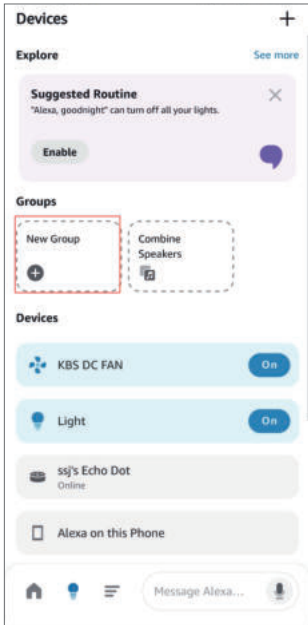 Devices
Explore
See more
Suggested Routine
"Alexa, goodnight" can turn off all your lights.
Enable
Groups
New Group
Combine
Speakers
Devices
KBS DC FAN
On
Light
On
ssj's Echo Dot
Online
Alexa on this Phone
Message Alexa...